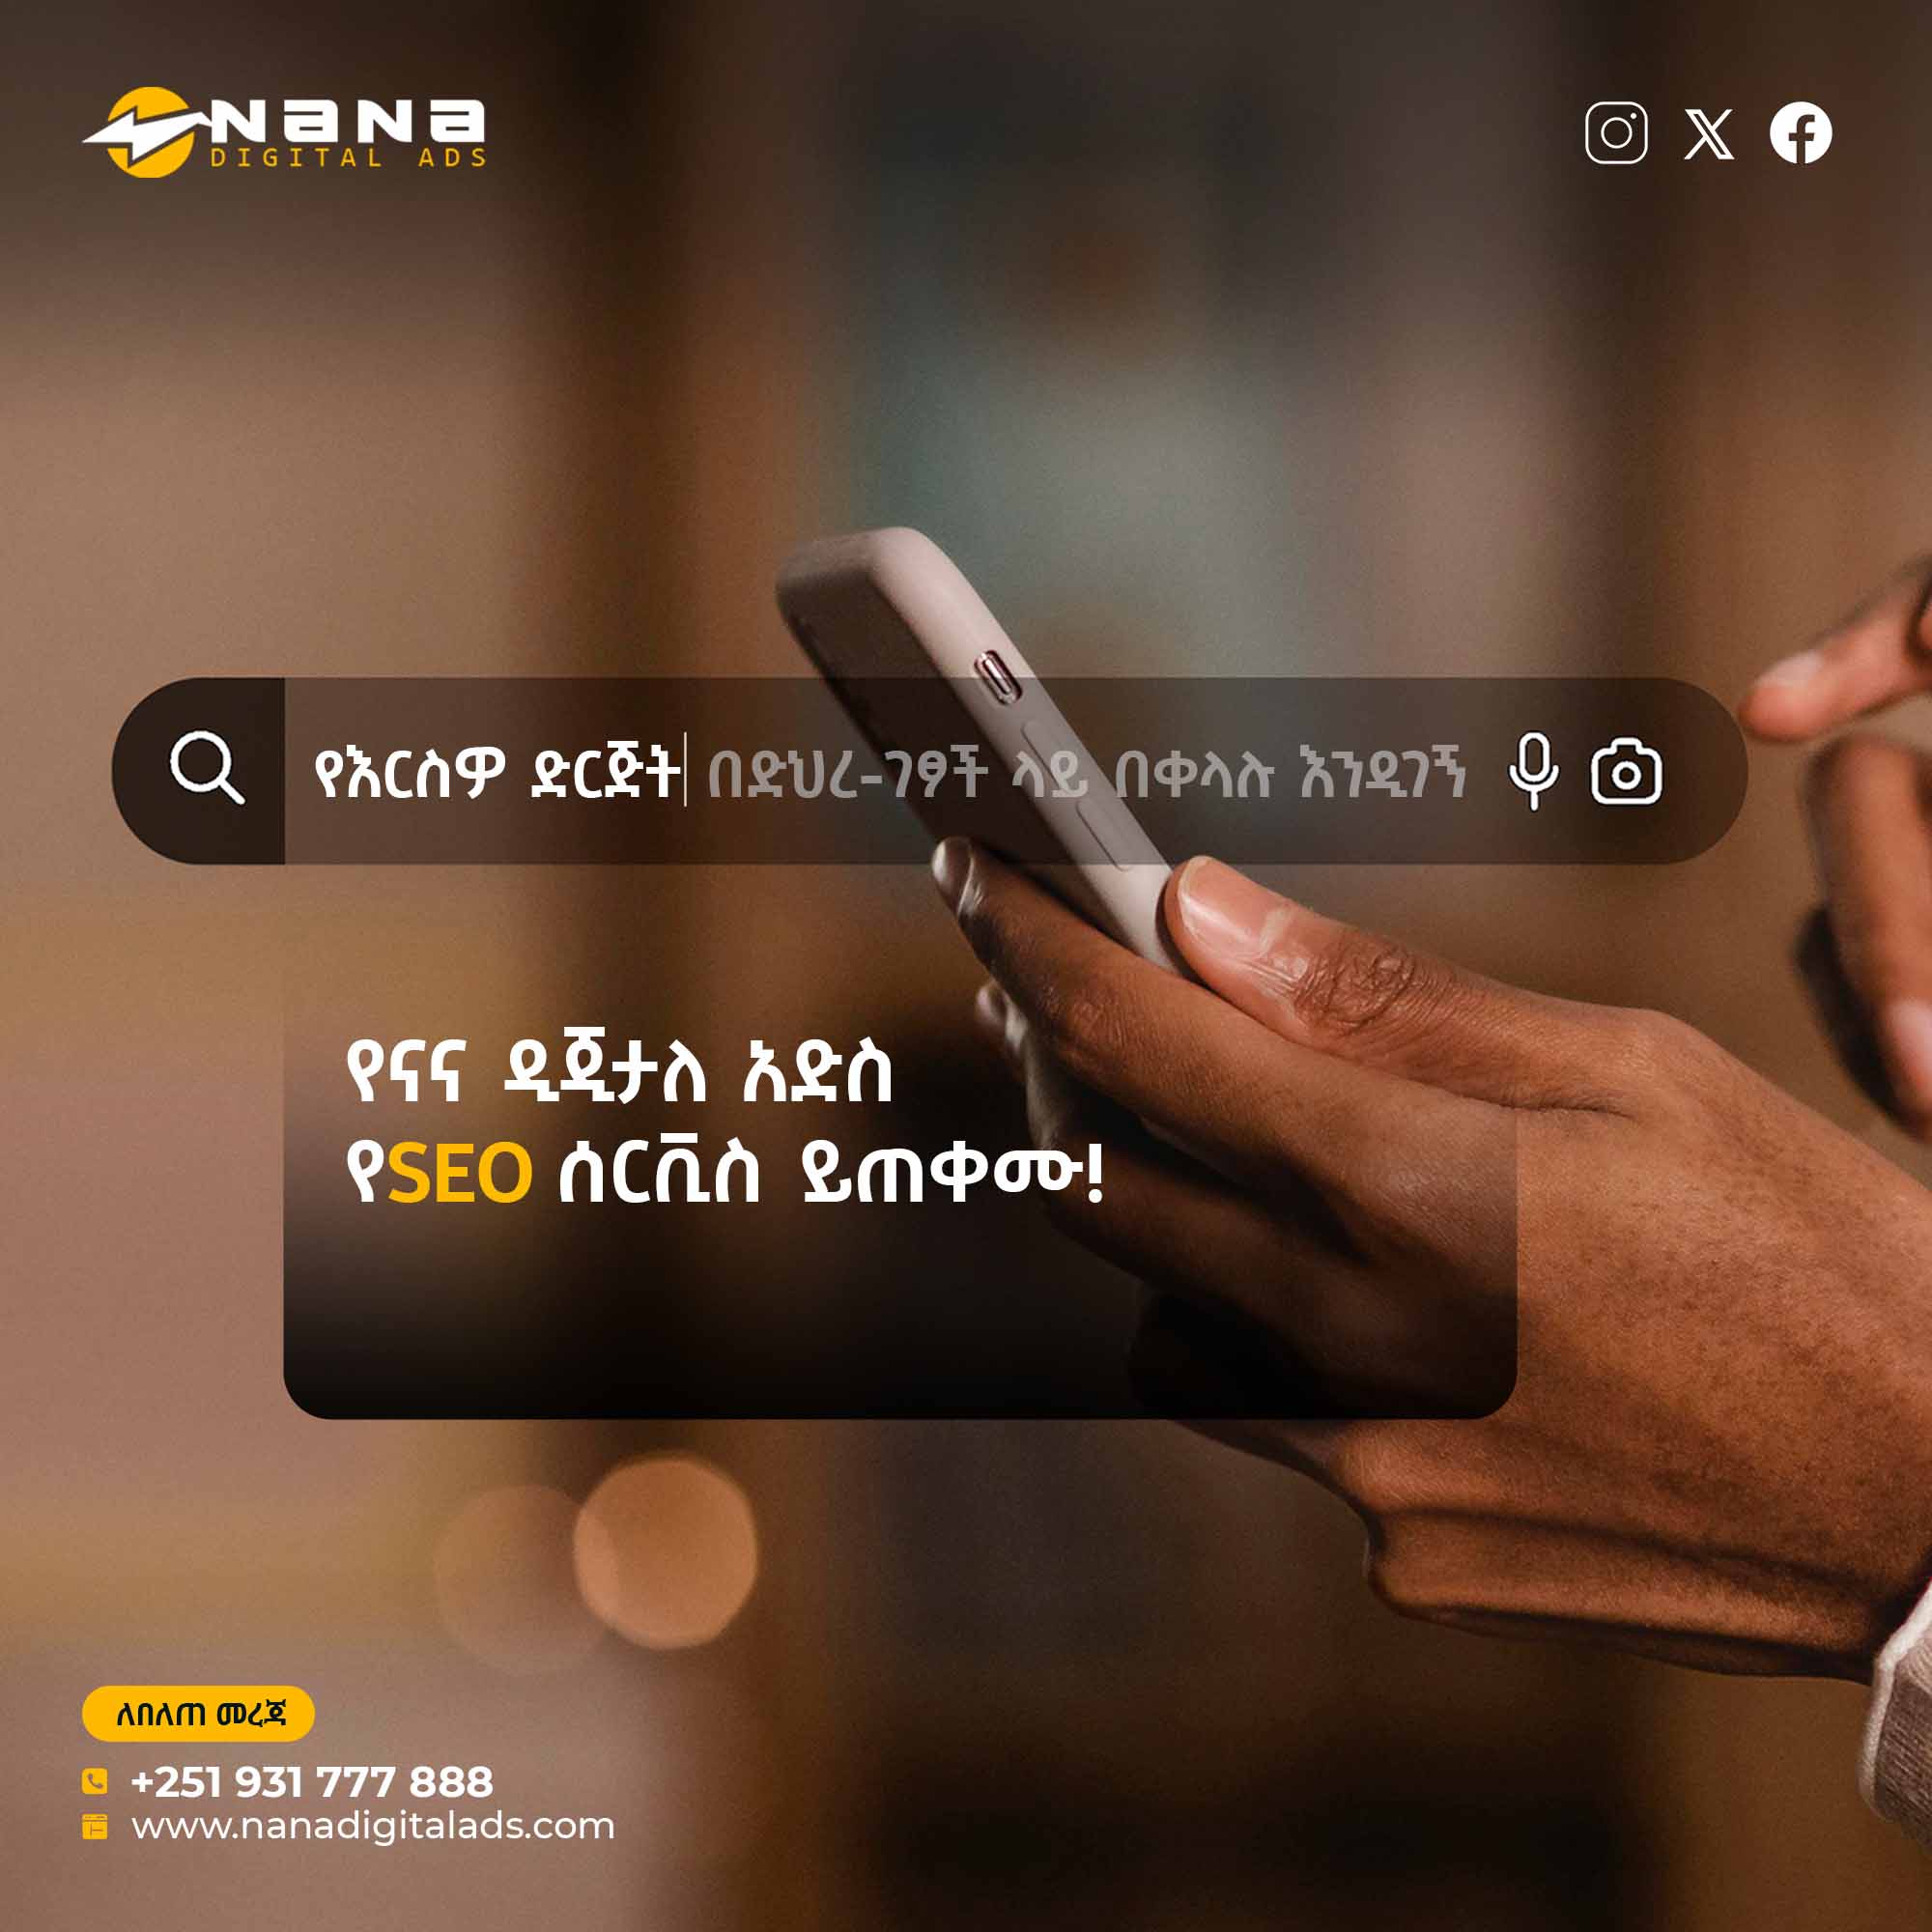 NANA
DIGITAL ADS
የእርስዎ ድርጅት በድህረ-ገፆች ላይ በቀላሉ እንዲገኝ
የናና ዲጂታለ አድስ
የSEO ሰርቪስ ይጠቀሙ!
ለበለጠ መረጃ
+251 931 777 888
www.nanadigitalads.com